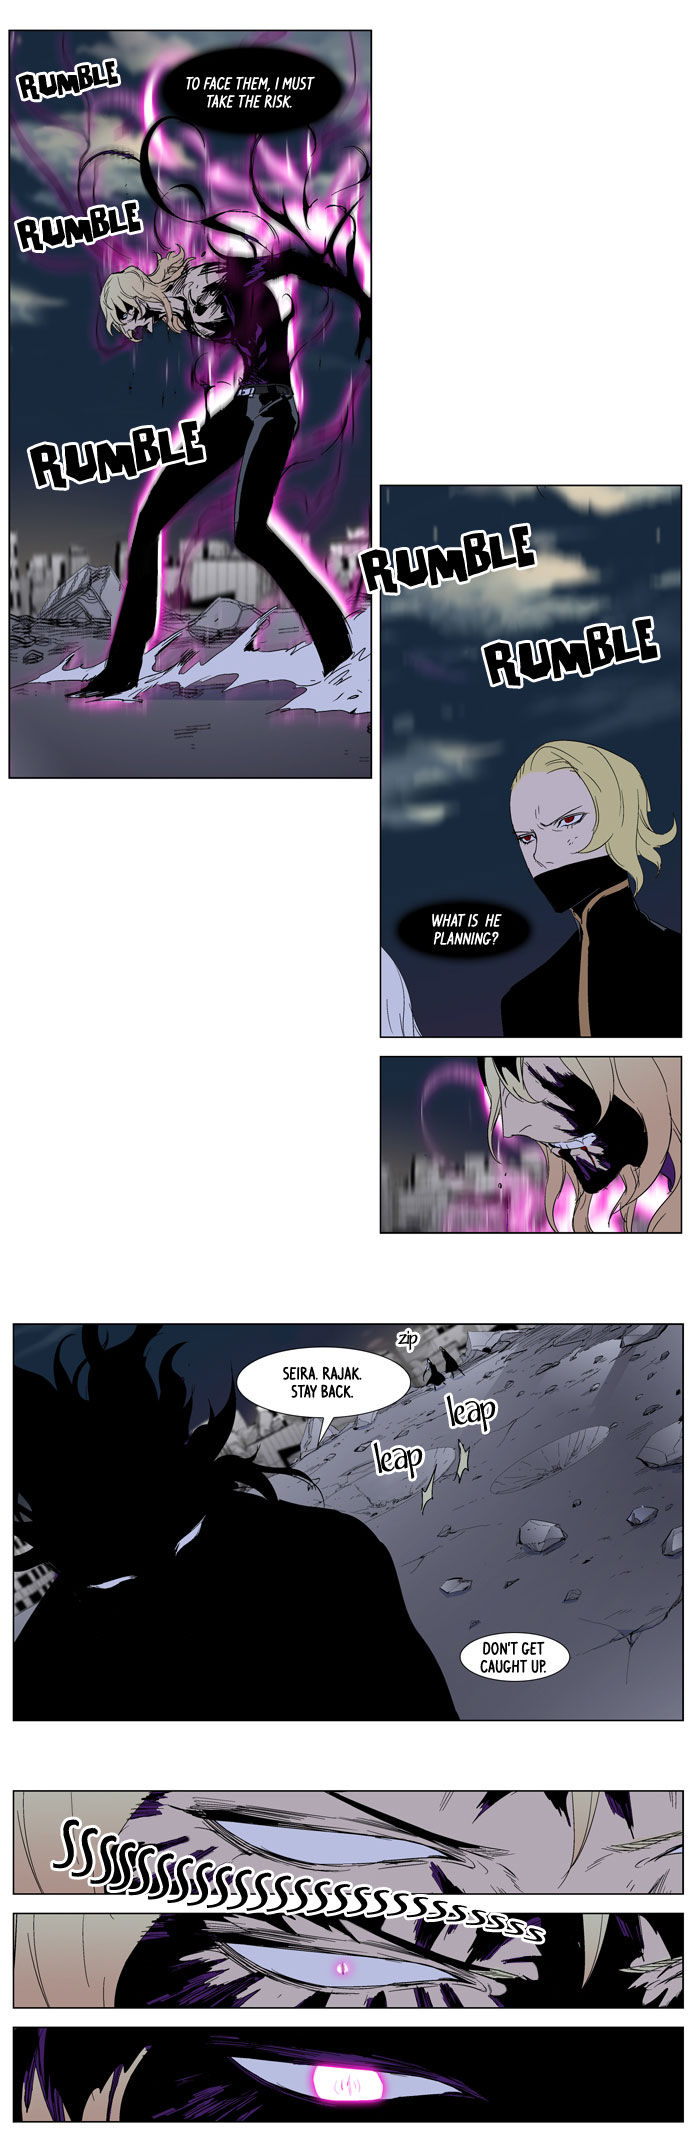 RUMBLE
TO FACE THEM, I MUST
TAKE THE RISK.
RUMBLE
RUMBLE
RUMBLE
RUMBLE
WHAT IS HE
PLANNING?
zip
SEIRA. RAJAK.
STAY BACK.
leap
leap
DON'T GET
CAUGHT UP.
SSSSSSSSSSSSSSSSSSSSSSSS